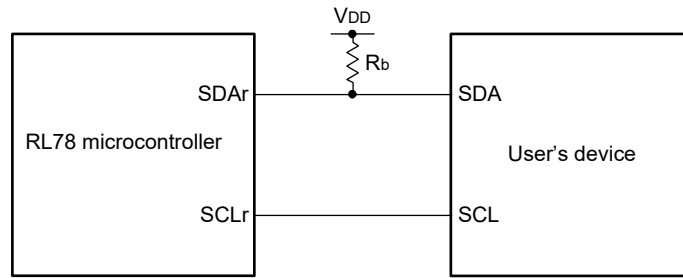 VDD
Rb
SDAr SDA
RL78 microcontroller
User’s device
SCLr SCL